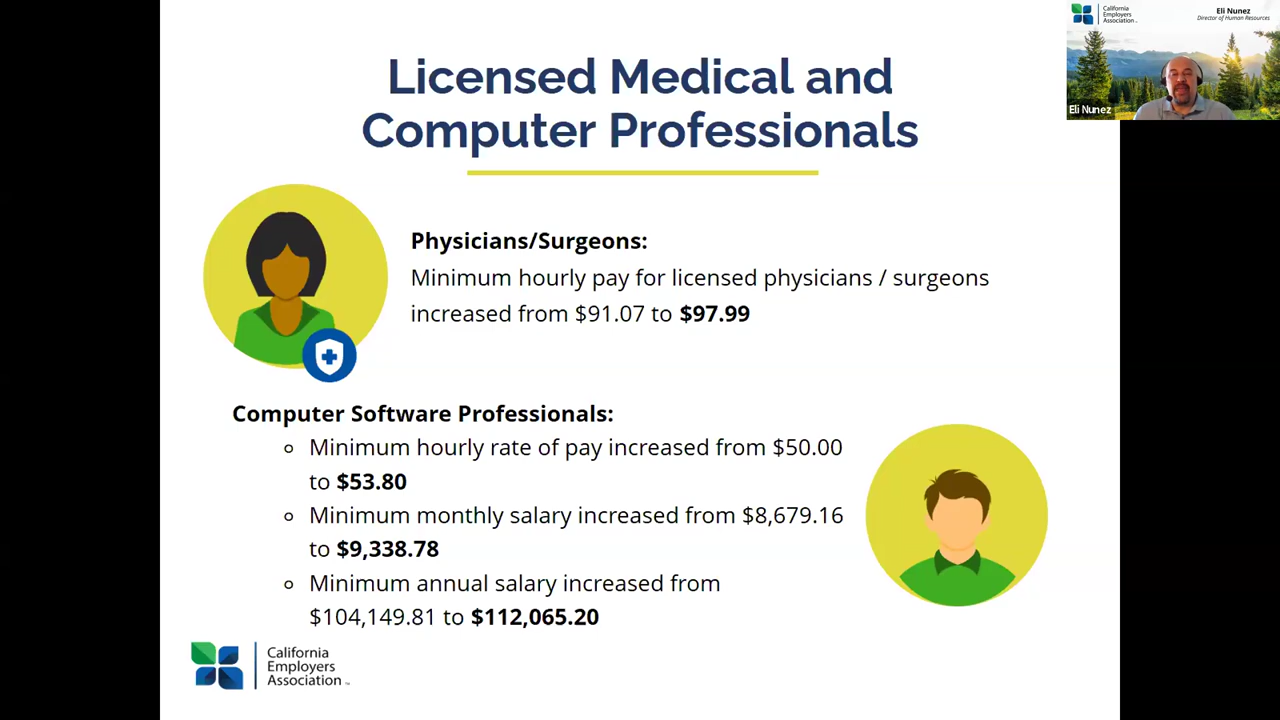 California
Employers
Association
Eli Nunez
Director of Human Resources
Eli Nunez
Licensed Medical and
Computer Professionals
Physicians/Surgeons:
Minimum hourly pay for licensed physicians / surgeons
increased from $91.07 to $97.99
Computer Software Professionals:
Minimum hourly rate of pay increased from $50.00
to $53.80
Minimum monthly salary increased from $8,679.16
to $9,338.78
Minimum annual salary increased from
$104,149.81 to $112,065.20
California
Employers
Association